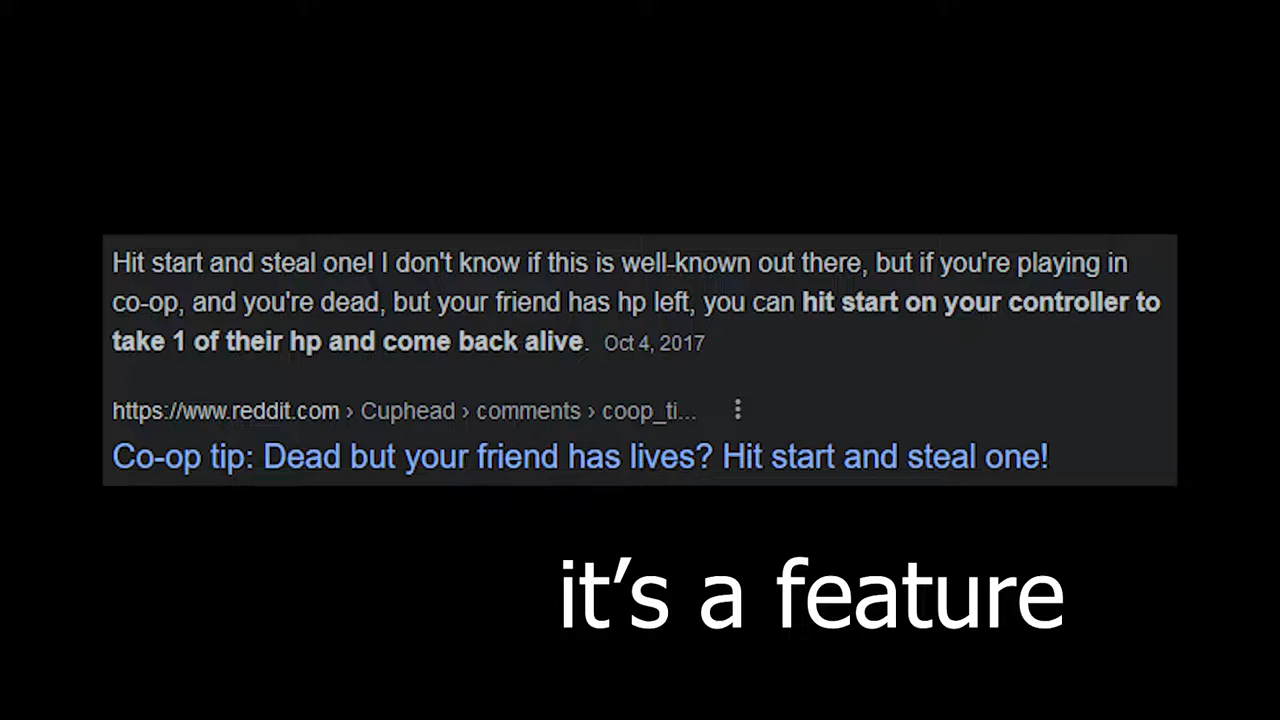 Hit start and steal one! I don't know if this is well-known out there, but if you're playing in
co-op, and you're dead, but your friend has hp left, you can hit start on your controller to
take 1 of their hp and come back alive. Oct 4, 2017
https://www.reddit.com › Cuphead › comments › coop_ti...
Co-op tip: Dead but your friend has lives? Hit start and steal one!
it’s a feature